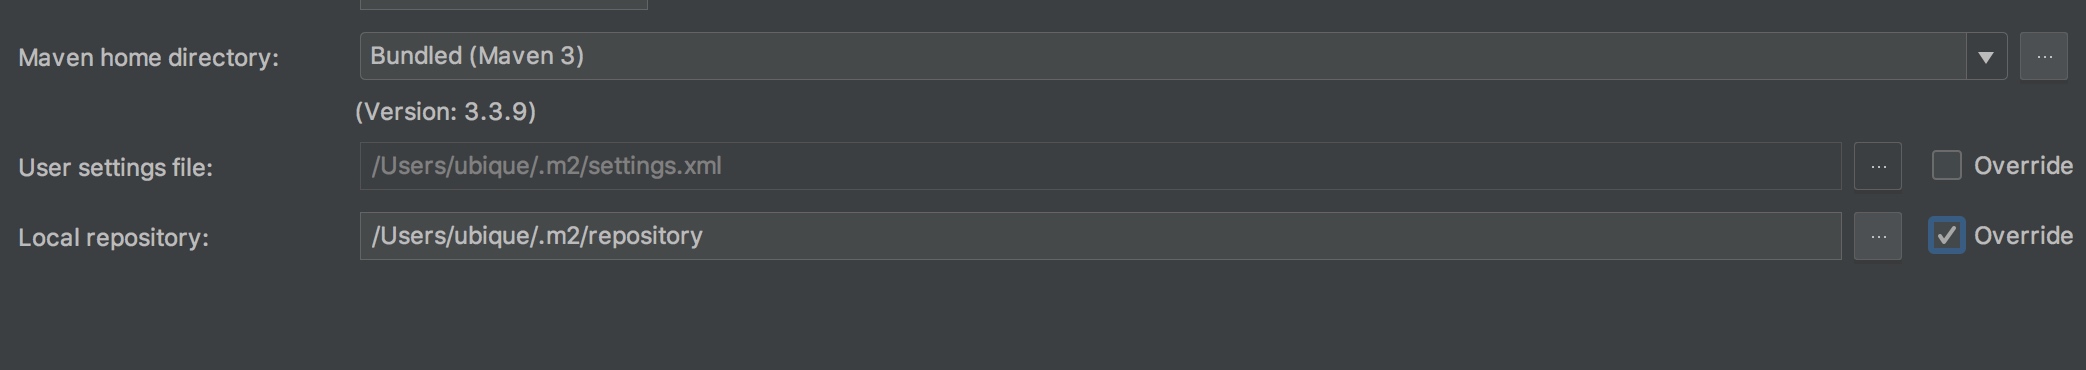 Maven home directory: Bundled (Maven 3) ...
(Version: 3.3.9)
User settings file: /Users/ubique/.m2/settings.xml ... Override
Local repository: /Users/ubique/.m2/repository ... Override